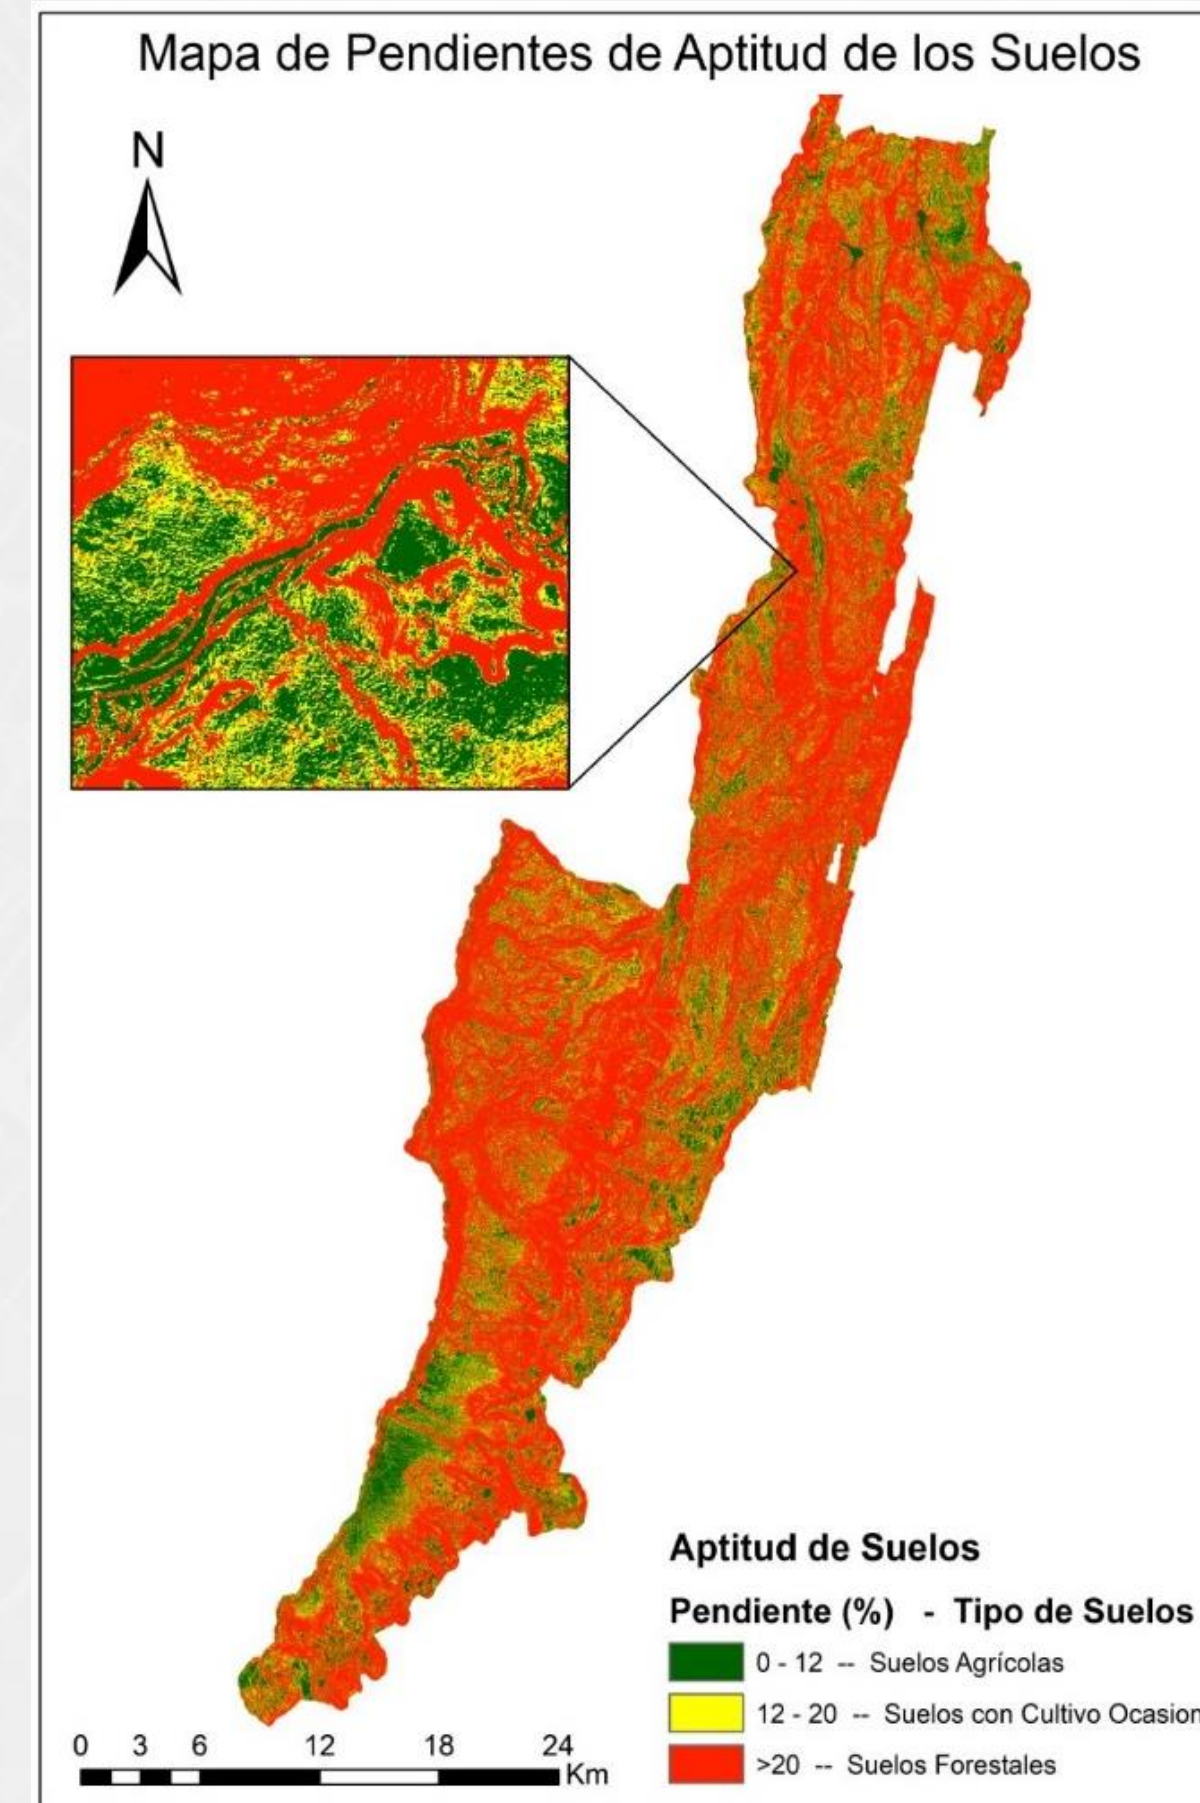 Mapa de Pendientes de Aptitud de los Suelos
N
Aptitud de Suelos
Pendiente (%) - Tipo de Suelos
0 - 12 -- Suelos Agrícolas
12 - 20 -- Suelos con Cultivo Ocasion
>20 -- Suelos Forestales
0 3 6 12 18 24
Km